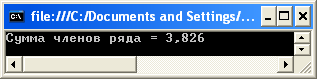 file:///C:/Documents and Settings/...
Сумма членов ряда = 3,826